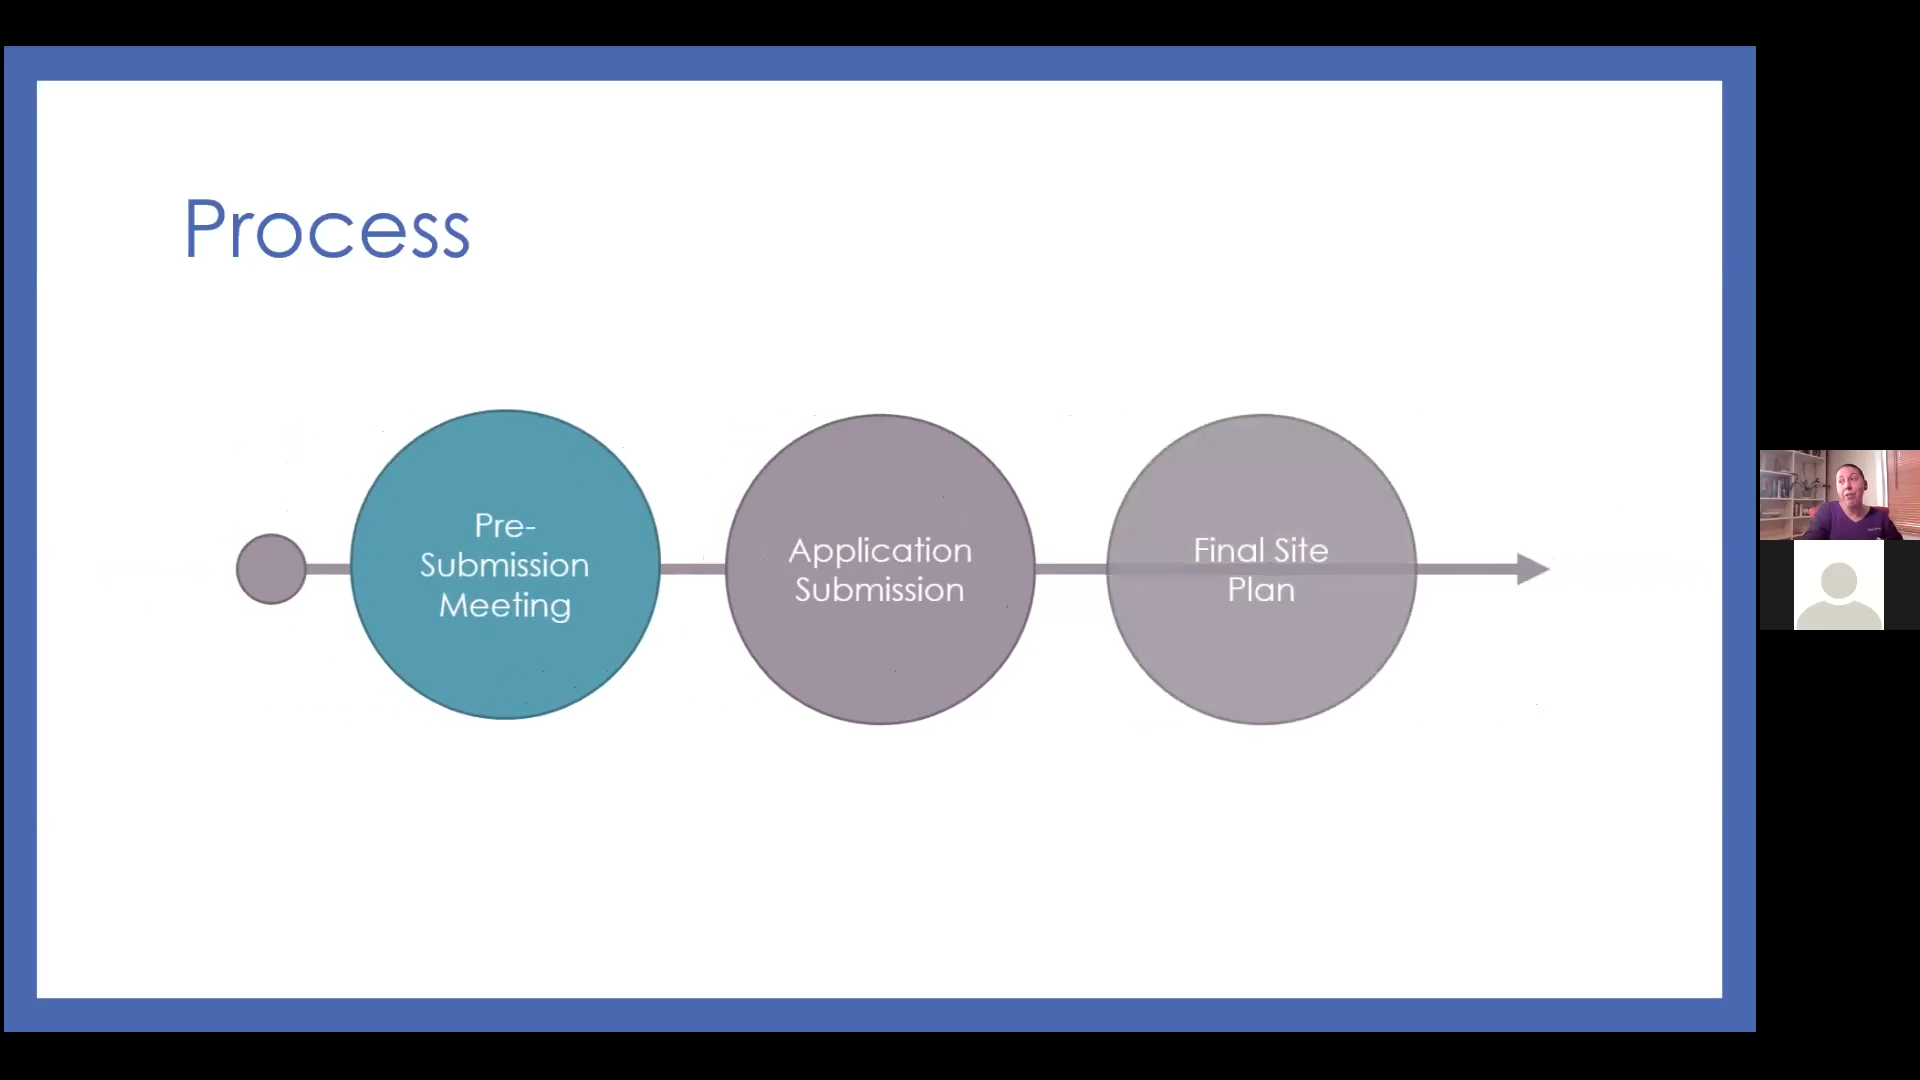 Process
Pre-
Submission
Meeting
Application
Submission
Final Site
Plan